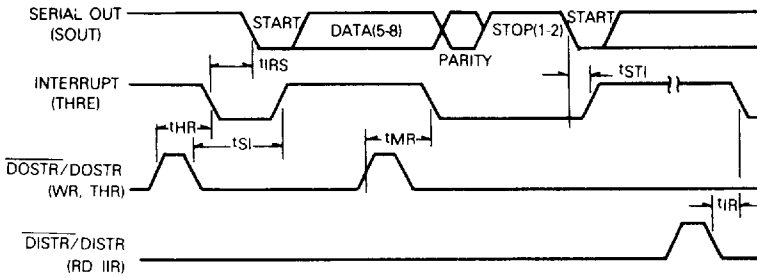 SERIAL OUT
(SOUT)
START
DATA(5-8)
PARITY
STOP(1-2)
START
tIRS
tSTI
INTERRUPT
(THRE)
tHR
tSI
tMR
DOSTR/DOSTR
(WR, THR)
tIR
DISTR/DISTR
(RD IIR)